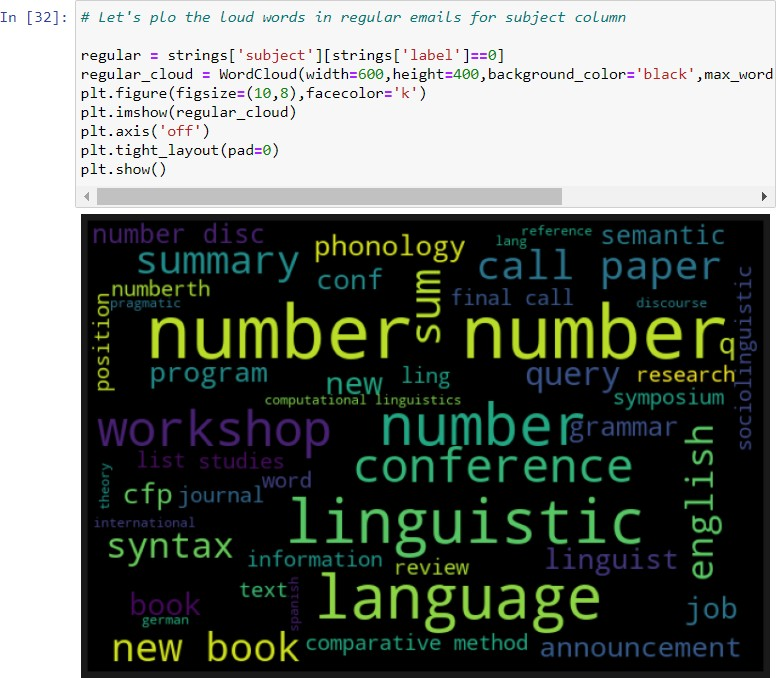 In [32]:
# Let's plo the loud words in regular emails for subject column
regular = strings['subject'][strings['label']==0]
regular_cloud = WordCloud(width=600,height=400,background_color='black',max_word
plt.figure(figsize=(10,8),facecolor='k')
plt.imshow(regular_cloud)
plt.axis('off')
plt.tight_layout(pad=0)
plt.show()
number disc
reference
lang
semantic
phonology
summary
call paper
conf
sum
numberth
final call
pragmatic
discourse
position
number number
q
sociolinguistic
program
new
ling
query
research
computational linguistics
symposium
workshop
number
grammar
list studies
conference
english
word
theory
cfp
journal
international
linguistic
syntax
information
review
linguist
text
spanish
language
book
german
job
new book
comparative method
announcement